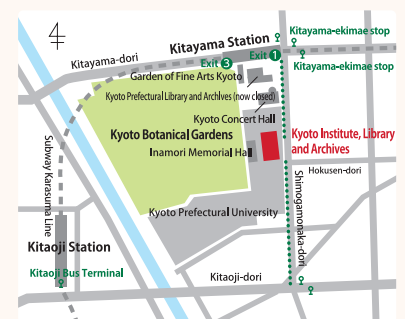 Kitayama Station
Kitayama-ekimae stop
Kitayama-dori
Exit 3
Exit 1
Kitayama-ekimae stop
Garden of Fine Arts Kyoto
Kyoto Prefectural Library and Archives (now closed)
Kyoto Concert Hall
Kyoto Botanical Gardens
Kyoto Institute, Library
and Archives
Inamori Memorial Hall
Hokusen-dori
Subway Karasuma Line
Shimogamonaka-dori
Kyoto Prefectural University
Kitaoji Station
Kitaoji Bus Terminal
Kitaoji-dori